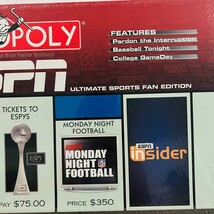 OPOLY
FEATURES
Pardon the Interruption
Baseball Tonight
College GameDay
ESPN
ULTIMATE SPORTS FAN EDITION
TICKETS TO
ESPYS
ESPY
PAY $75.00
MONDAY NIGHT
FOOTBALL
MONDAY
NIGHT
FOOTBALL
PRICE $350
ESPN
insider